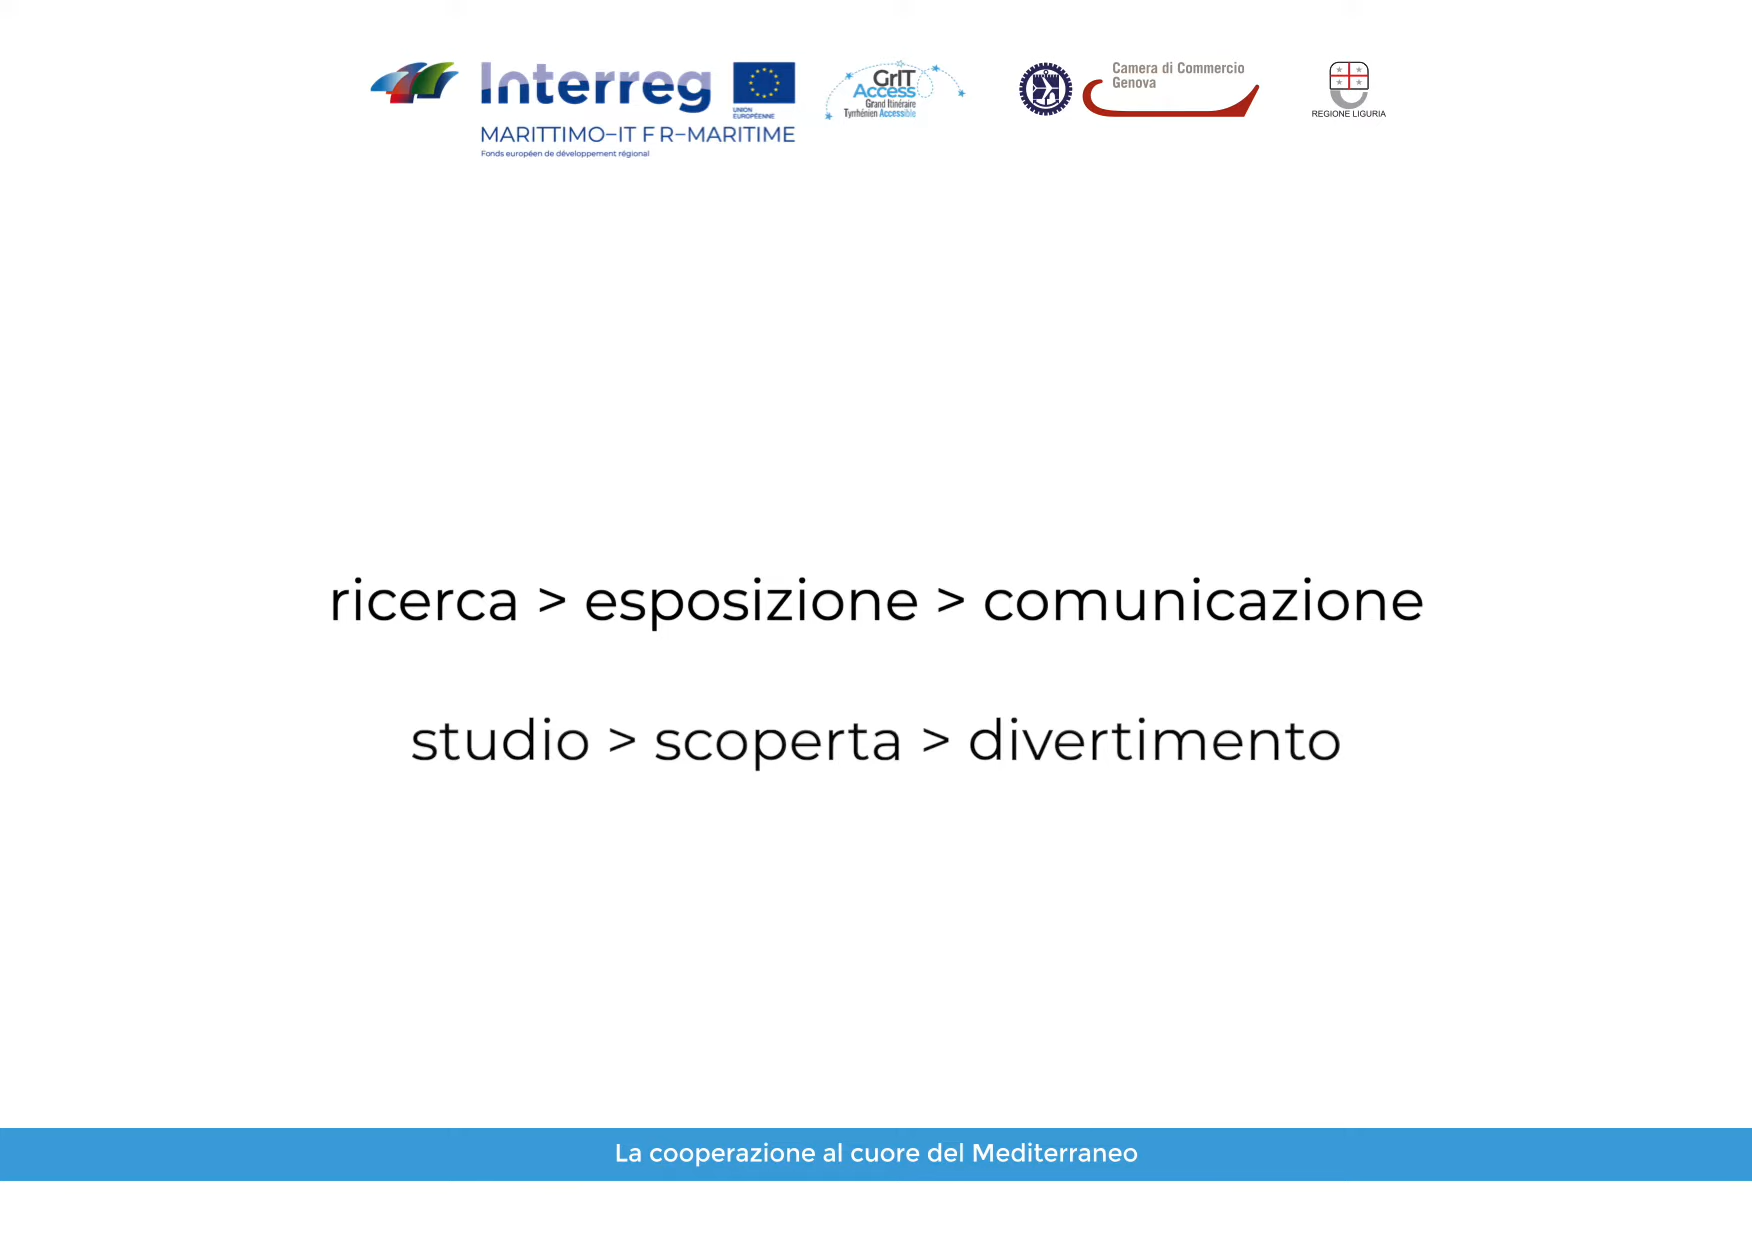 Interreg
UNION
EUROPÉENNE
MARITTIMO-IT FR-MARITIME
Fonds européen de développement régional
GrIT
Access
Grand Itinéraire
Tyrrhénien Accessible
Camera di Commercio
Genova
REGIONE LIGURIA
ricerca > esposizione > comunicazione
studio > scoperta > divertimento
La cooperazione al cuore del Mediterraneo